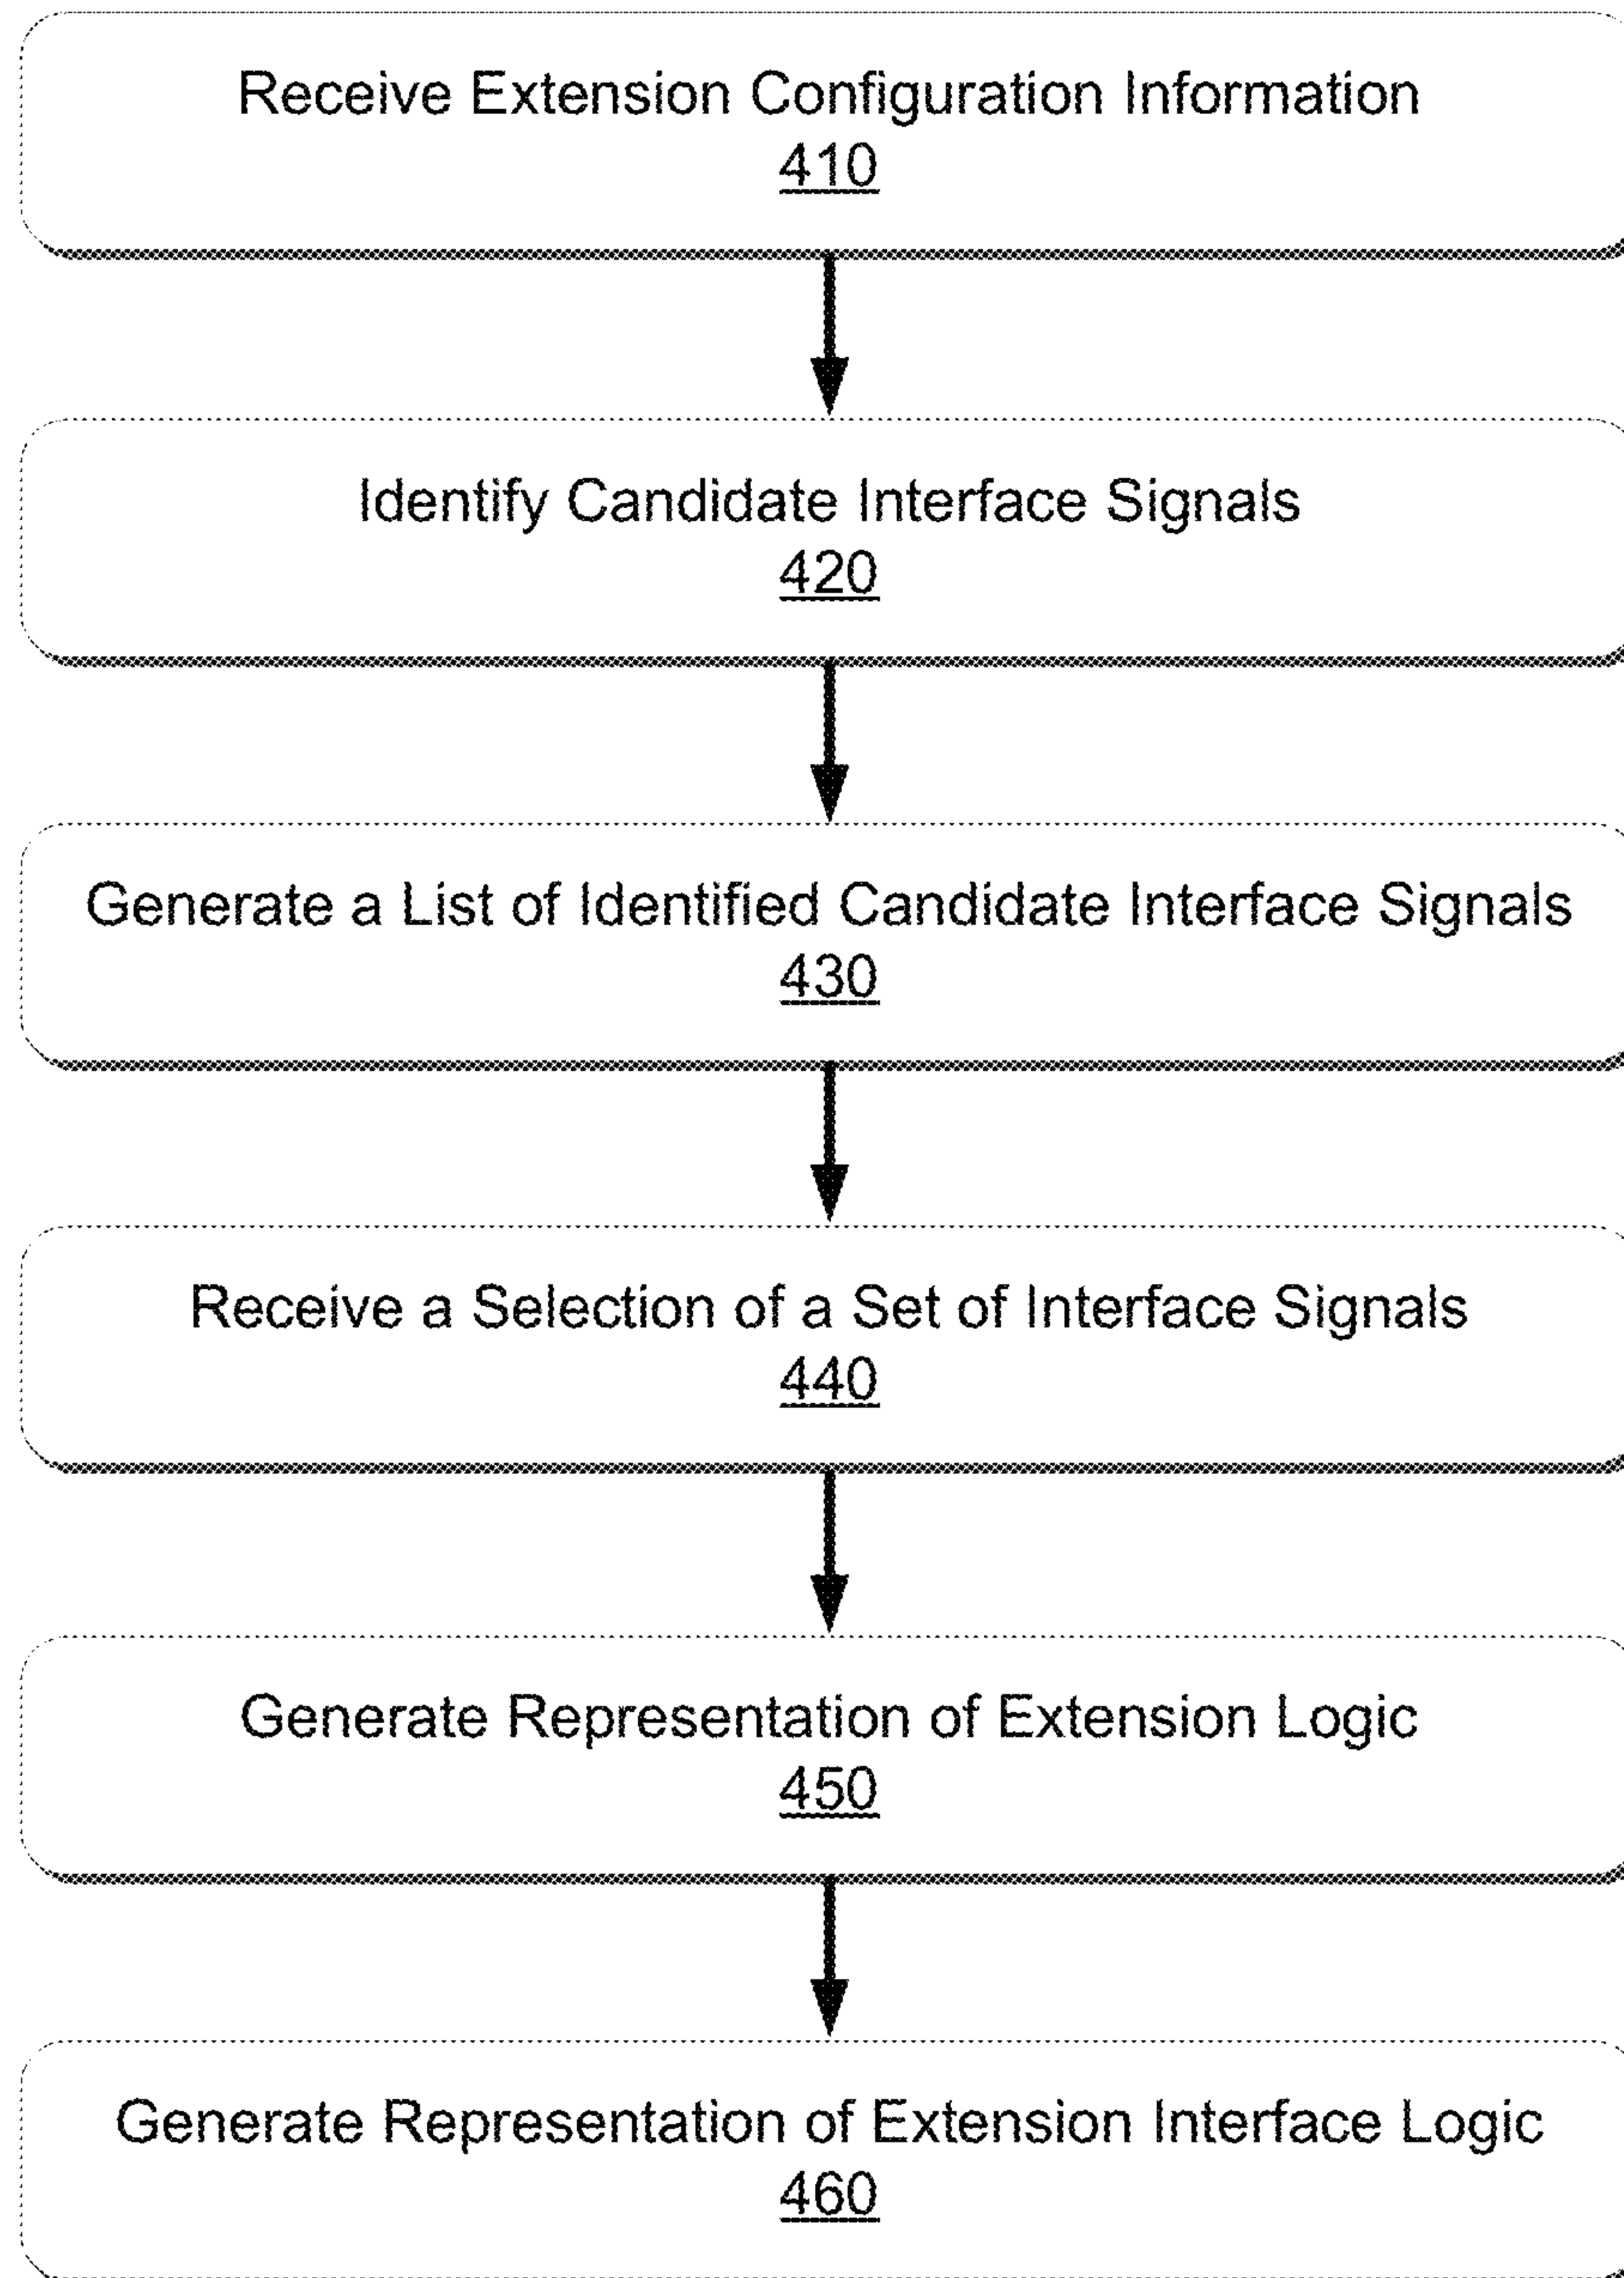 Receive Extension Configuration Information
410
Identify Candidate Interface Signals
420
Generate a List of Identified Candidate Interface Signals
430
Receive a Selection of a Set of Interface Signals
440
Generate Representation of Extension Logic
450
Generate Representation of Extension Interface Logic
460